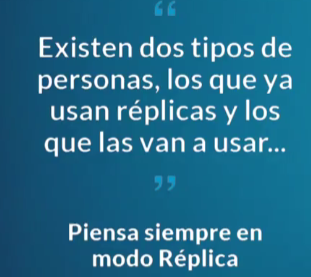 “
Existen dos tipos de
personas, los que ya
usan réplicas y los
que las van a usar...
”
Piensa siempre en
modo Réplica